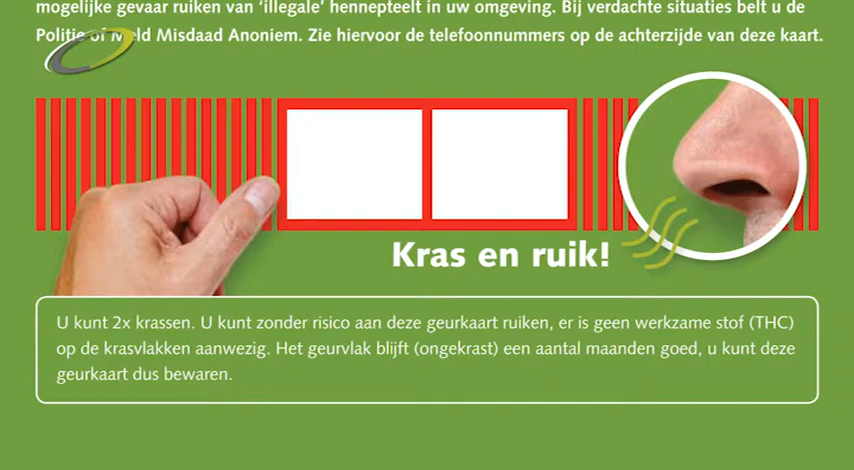 mogelijke gevaar ruiken van ‘illegale’ hennepteelt in uw omgeving. Bij verdachte situaties belt u de
Politie of Meld Misdaad Anoniem. Zie hiervoor de telefoonnummers op de achterzijde van deze kaart.
Kras en ruik!
U kunt 2x krassen. U kunt zonder risico aan deze geurkaart ruiken, er is geen werkzame stof (THC)
op de krasvlakken aanwezig. Het geurvlak blijft (ongekrast) een aantal maanden goed, u kunt deze
geurkaart dus bewaren.